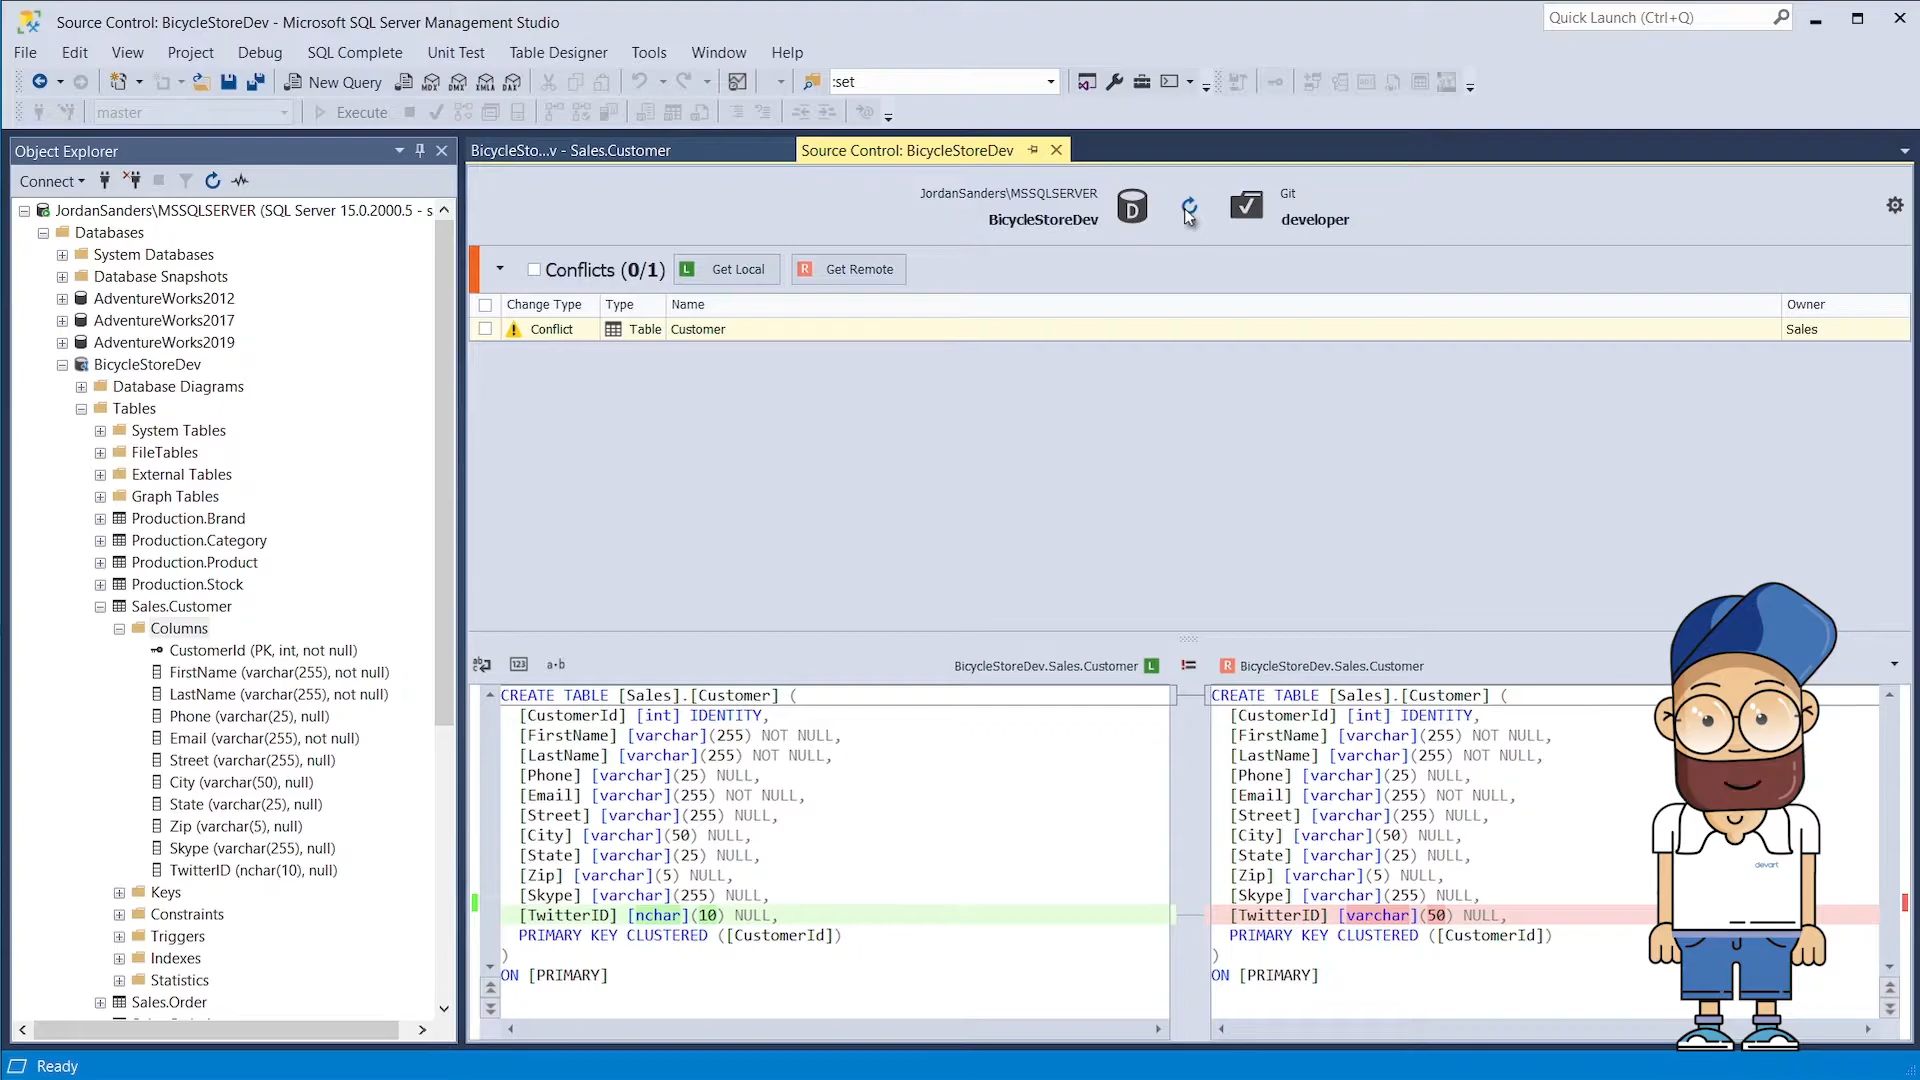 Source Control: BicycleStoreDev - Microsoft SQL Server Management Studio
Quick Launch (Ctrl+Q)
File Edit View Project Debug SQL Complete Unit Test Table Designer Tools Window Help
New Query MDX DMX XMLA DAX :set
master Execute
Object Explorer
BicycleSto...v - Sales.Customer
Source Control: BicycleStoreDev
Connect
JordanSanders\MSSQLSERVER
BicycleStoreDev
D
Git
developer
Conflicts (0/1)
L Get Local
R Get Remote
Change Type Type Name Owner
Conflict Table Customer Sales
JordanSanders\MSSQLSERVER (SQL Server 15.0.2000.5 - s
Databases
System Databases
Database Snapshots
AdventureWorks2012
AdventureWorks2017
AdventureWorks2019
BicycleStoreDev
Database Diagrams
Tables
System Tables
FileTables
External Tables
Graph Tables
Production.Brand
Production.Category
Production.Product
Production.Stock
Sales.Customer
Columns
CustomerId (PK, int, not null)
FirstName (varchar(255), not null)
LastName (varchar(255), not null)
Phone (varchar(25), null)
Email (varchar(255), not null)
Street (varchar(255), null)
City (varchar(50), null)
State (varchar(25), null)
Zip (varchar(5), null)
Skype (varchar(255), null)
TwitterID (nchar(10), null)
Keys
Constraints
Triggers
Indexes
Statistics
Sales.Order
BicycleStoreDev.Sales.Customer L
R BicycleStoreDev.Sales.Customer
CREATE TABLE [Sales].[Customer] (
[CustomerId] [int] IDENTITY,
[FirstName] [varchar](255) NOT NULL,
[LastName] [varchar](255) NOT NULL,
[Phone] [varchar](25) NULL,
[Email] [varchar](255) NOT NULL,
[Street] [varchar](255) NULL,
[City] [varchar](50) NULL,
[State] [varchar](25) NULL,
[Zip] [varchar](5) NULL,
[Skype] [varchar](255) NULL,
[TwitterID] [nchar](10) NULL,
PRIMARY KEY CLUSTERED ([CustomerId])
)
ON [PRIMARY]
CREATE TABLE [Sales].[Customer] (
[CustomerId] [int] IDENTITY,
[FirstName] [varchar](255) NOT NULL,
[LastName] [varchar](255) NOT NULL,
[Phone] [varchar](25) NULL,
[Email] [varchar](255) NOT NULL,
[Street] [varchar](255) NULL,
[City] [varchar](50) NULL,
[State] [varchar](25) NULL,
[Zip] [varchar](5) NULL,
[Skype] [varchar](255) NULL,
[TwitterID] [varchar](50) NULL,
PRIMARY KEY CLUSTERED ([CustomerId])
)
ON [PRIMARY]
devart
Ready